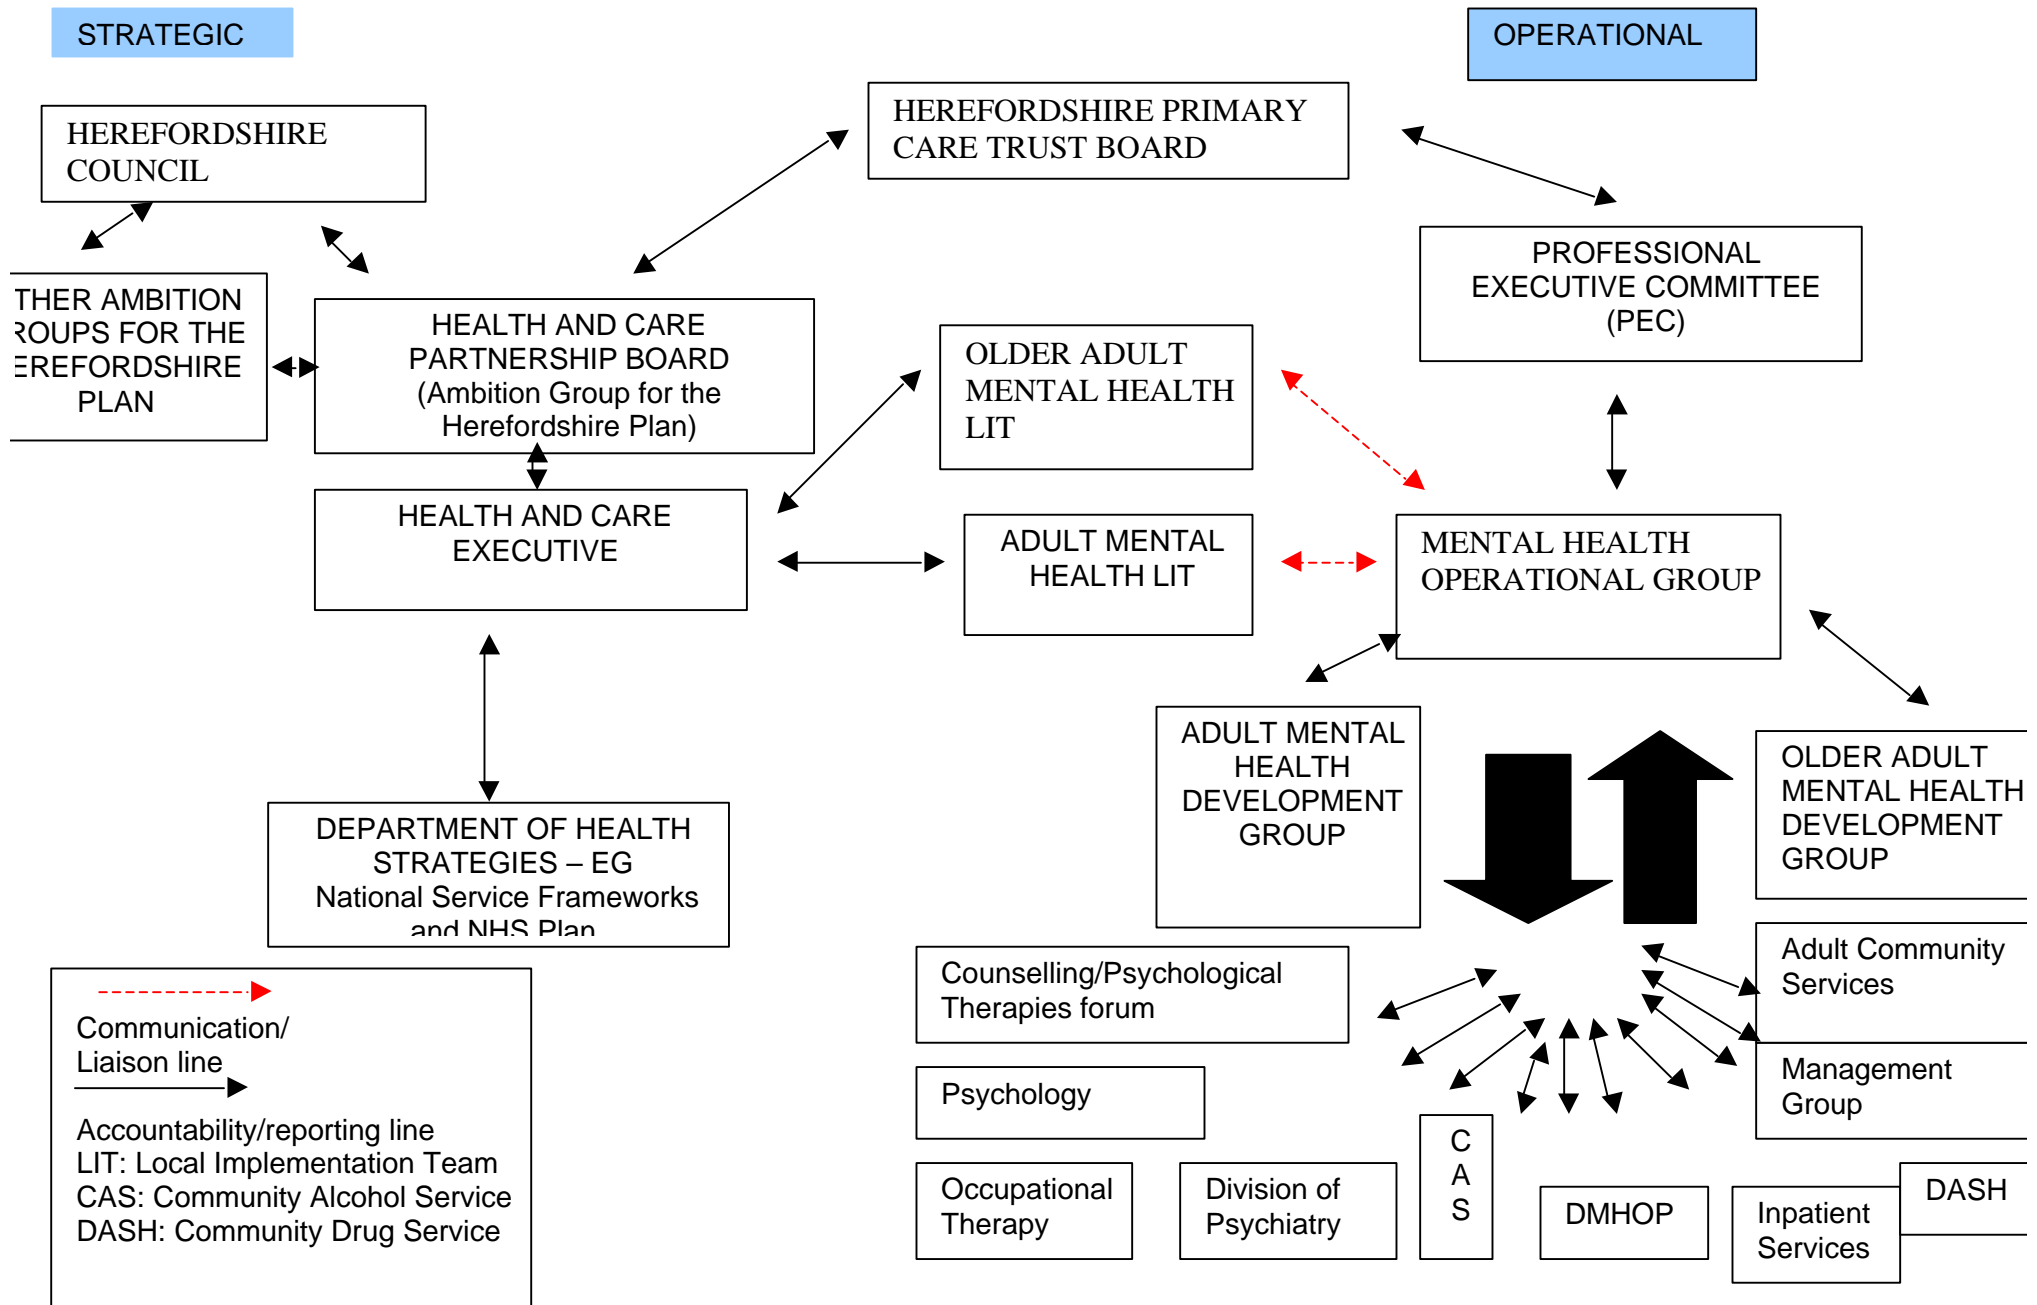 STRATEGIC
OPERATIONAL
HEREFORDSHIRE
COUNCIL
HEREFORDSHIRE PRIMARY
CARE TRUST BOARD
PROFESSIONAL
EXECUTIVE COMMITTEE
(PEC)
THER AMBITION
ROUPS FOR THE
EREFORDSHIRE
PLAN
HEALTH AND CARE
PARTNERSHIP BOARD
(Ambition Group for the
Herefordshire Plan)
OLDER ADULT
MENTAL HEALTH
LIT
HEALTH AND CARE
EXECUTIVE
ADULT MENTAL
HEALTH LIT
MENTAL HEALTH
OPERATIONAL GROUP
ADULT MENTAL
HEALTH
DEVELOPMENT
GROUP
OLDER ADULT
MENTAL HEALTH
DEVELOPMENT
GROUP
DEPARTMENT OF HEALTH
STRATEGIES – EG
National Service Frameworks
and NHS Plan
Communication/
Liaison line
Accountability/reporting line
LIT: Local Implementation Team
CAS: Community Alcohol Service
DASH: Community Drug Service
Counselling/Psychological
Therapies forum
Adult Community
Services
Psychology
Management
Group
Occupational
Therapy
Division of
Psychiatry
C
A
S
DMHOP
Inpatient
Services
DASH